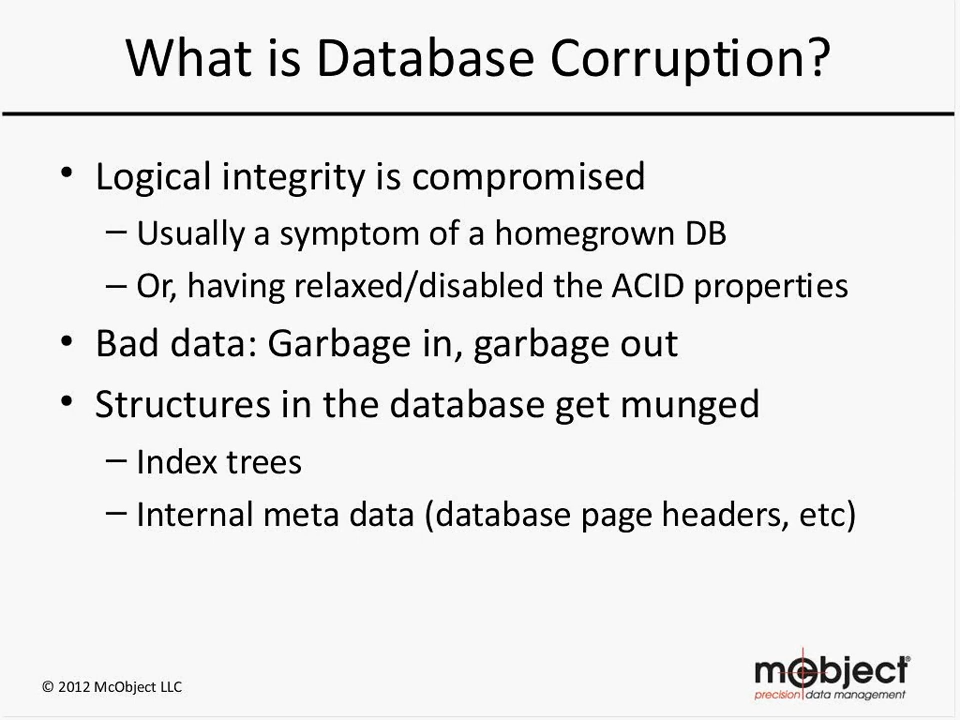 What is Database Corruption?
• Logical integrity is compromised
– Usually a symptom of a homegrown DB
– Or, having relaxed/disabled the ACID properties
• Bad data: Garbage in, garbage out
• Structures in the database get munged
– Index trees
– Internal meta data (database page headers, etc)
© 2012 McObject LLC
mcobject®
precision data management